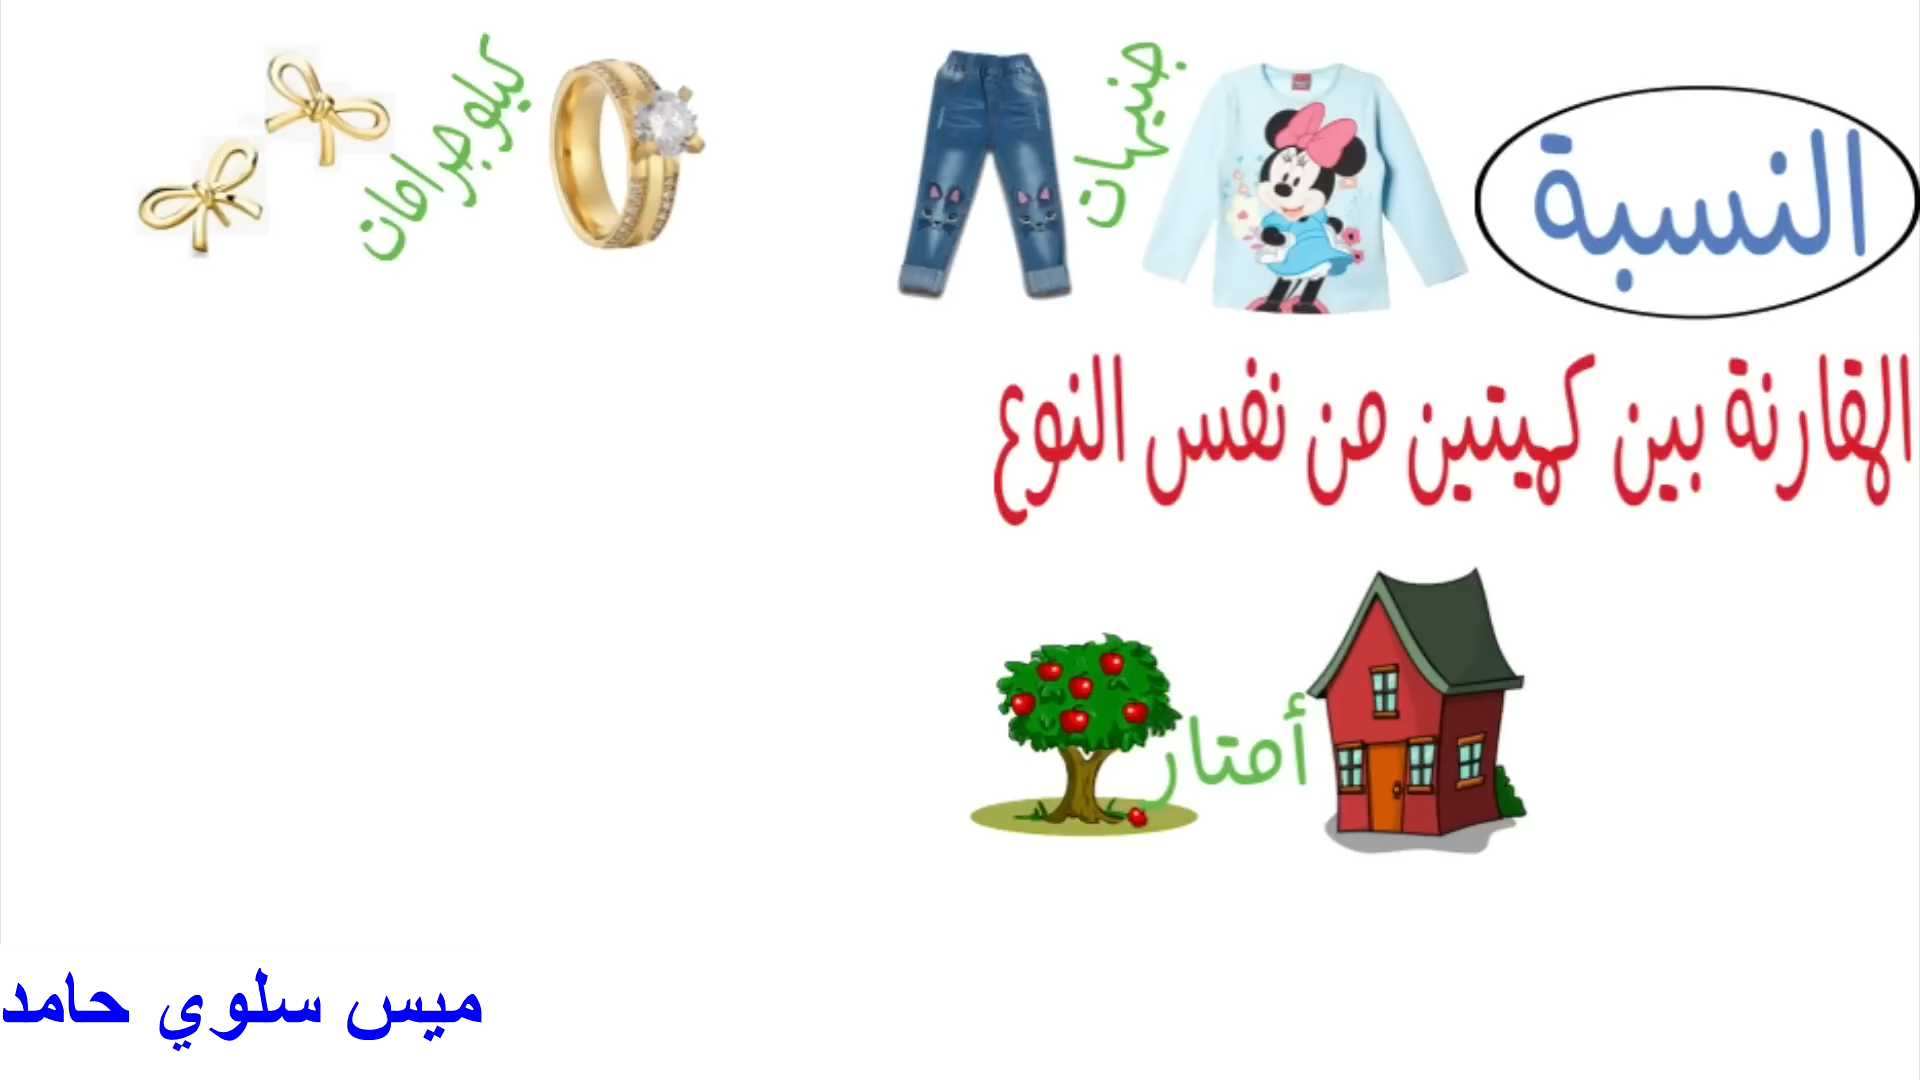 النسبة
جنيهات
كيلوجرامات
المقارنة بين كميتين من نفس النوع
أمتار
ميس سلوي حامد